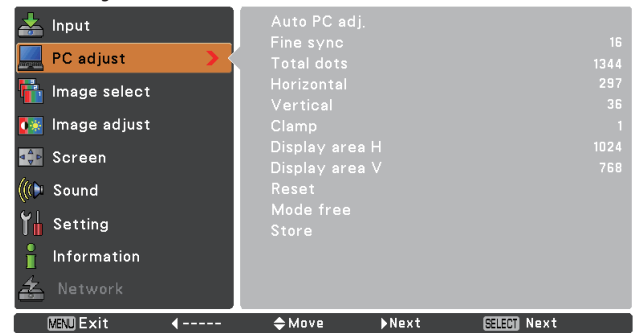 Input
PC adjust
Image select
Image adjust
Screen
Sound
Setting
Information
Network
Auto PC adj.
Fine sync 16
Total dots 1344
Horizontal 297
Vertical 36
Clamp 1
Display area H 1024
Display area V 768
Reset
Mode free
Store
MENU Exit ◀----- ◆Move ▶Next SELECT Next